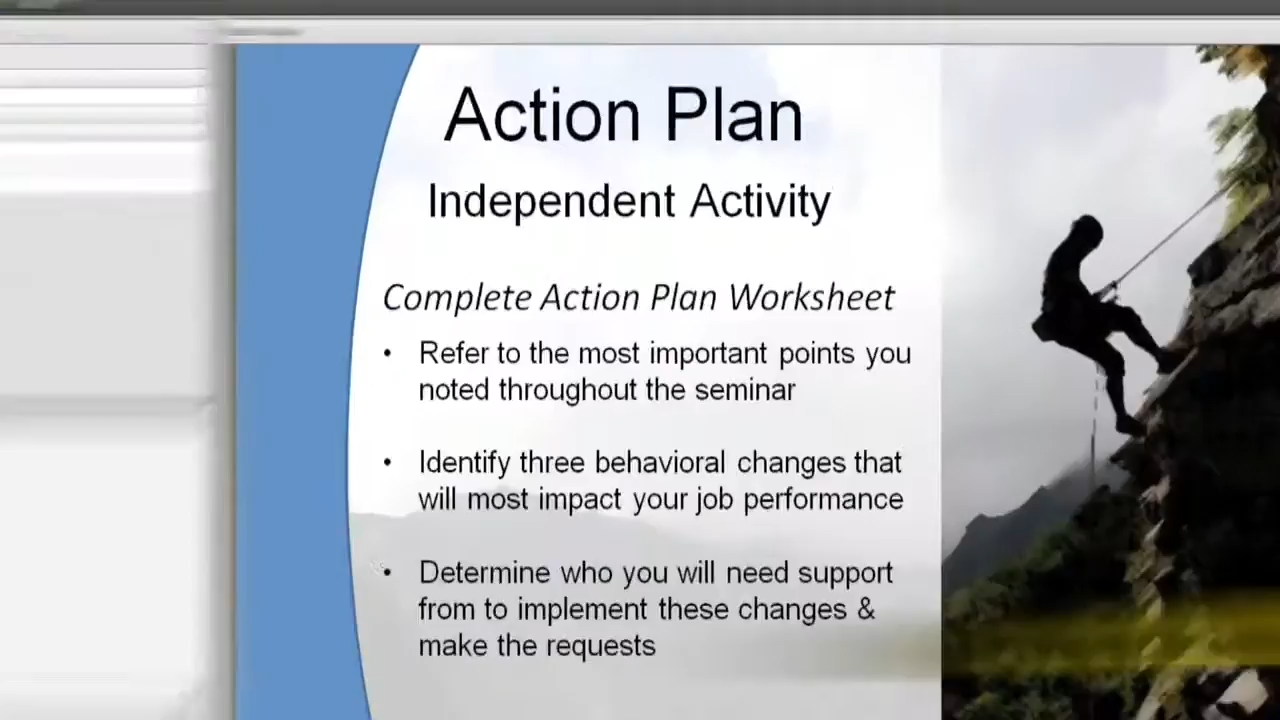 Action Plan
Independent Activity
Complete Action Plan Worksheet
• Refer to the most important points you
noted throughout the seminar
• Identify three behavioral changes that
will most impact your job performance
• Determine who you will need support
from to implement these changes &
make the requests